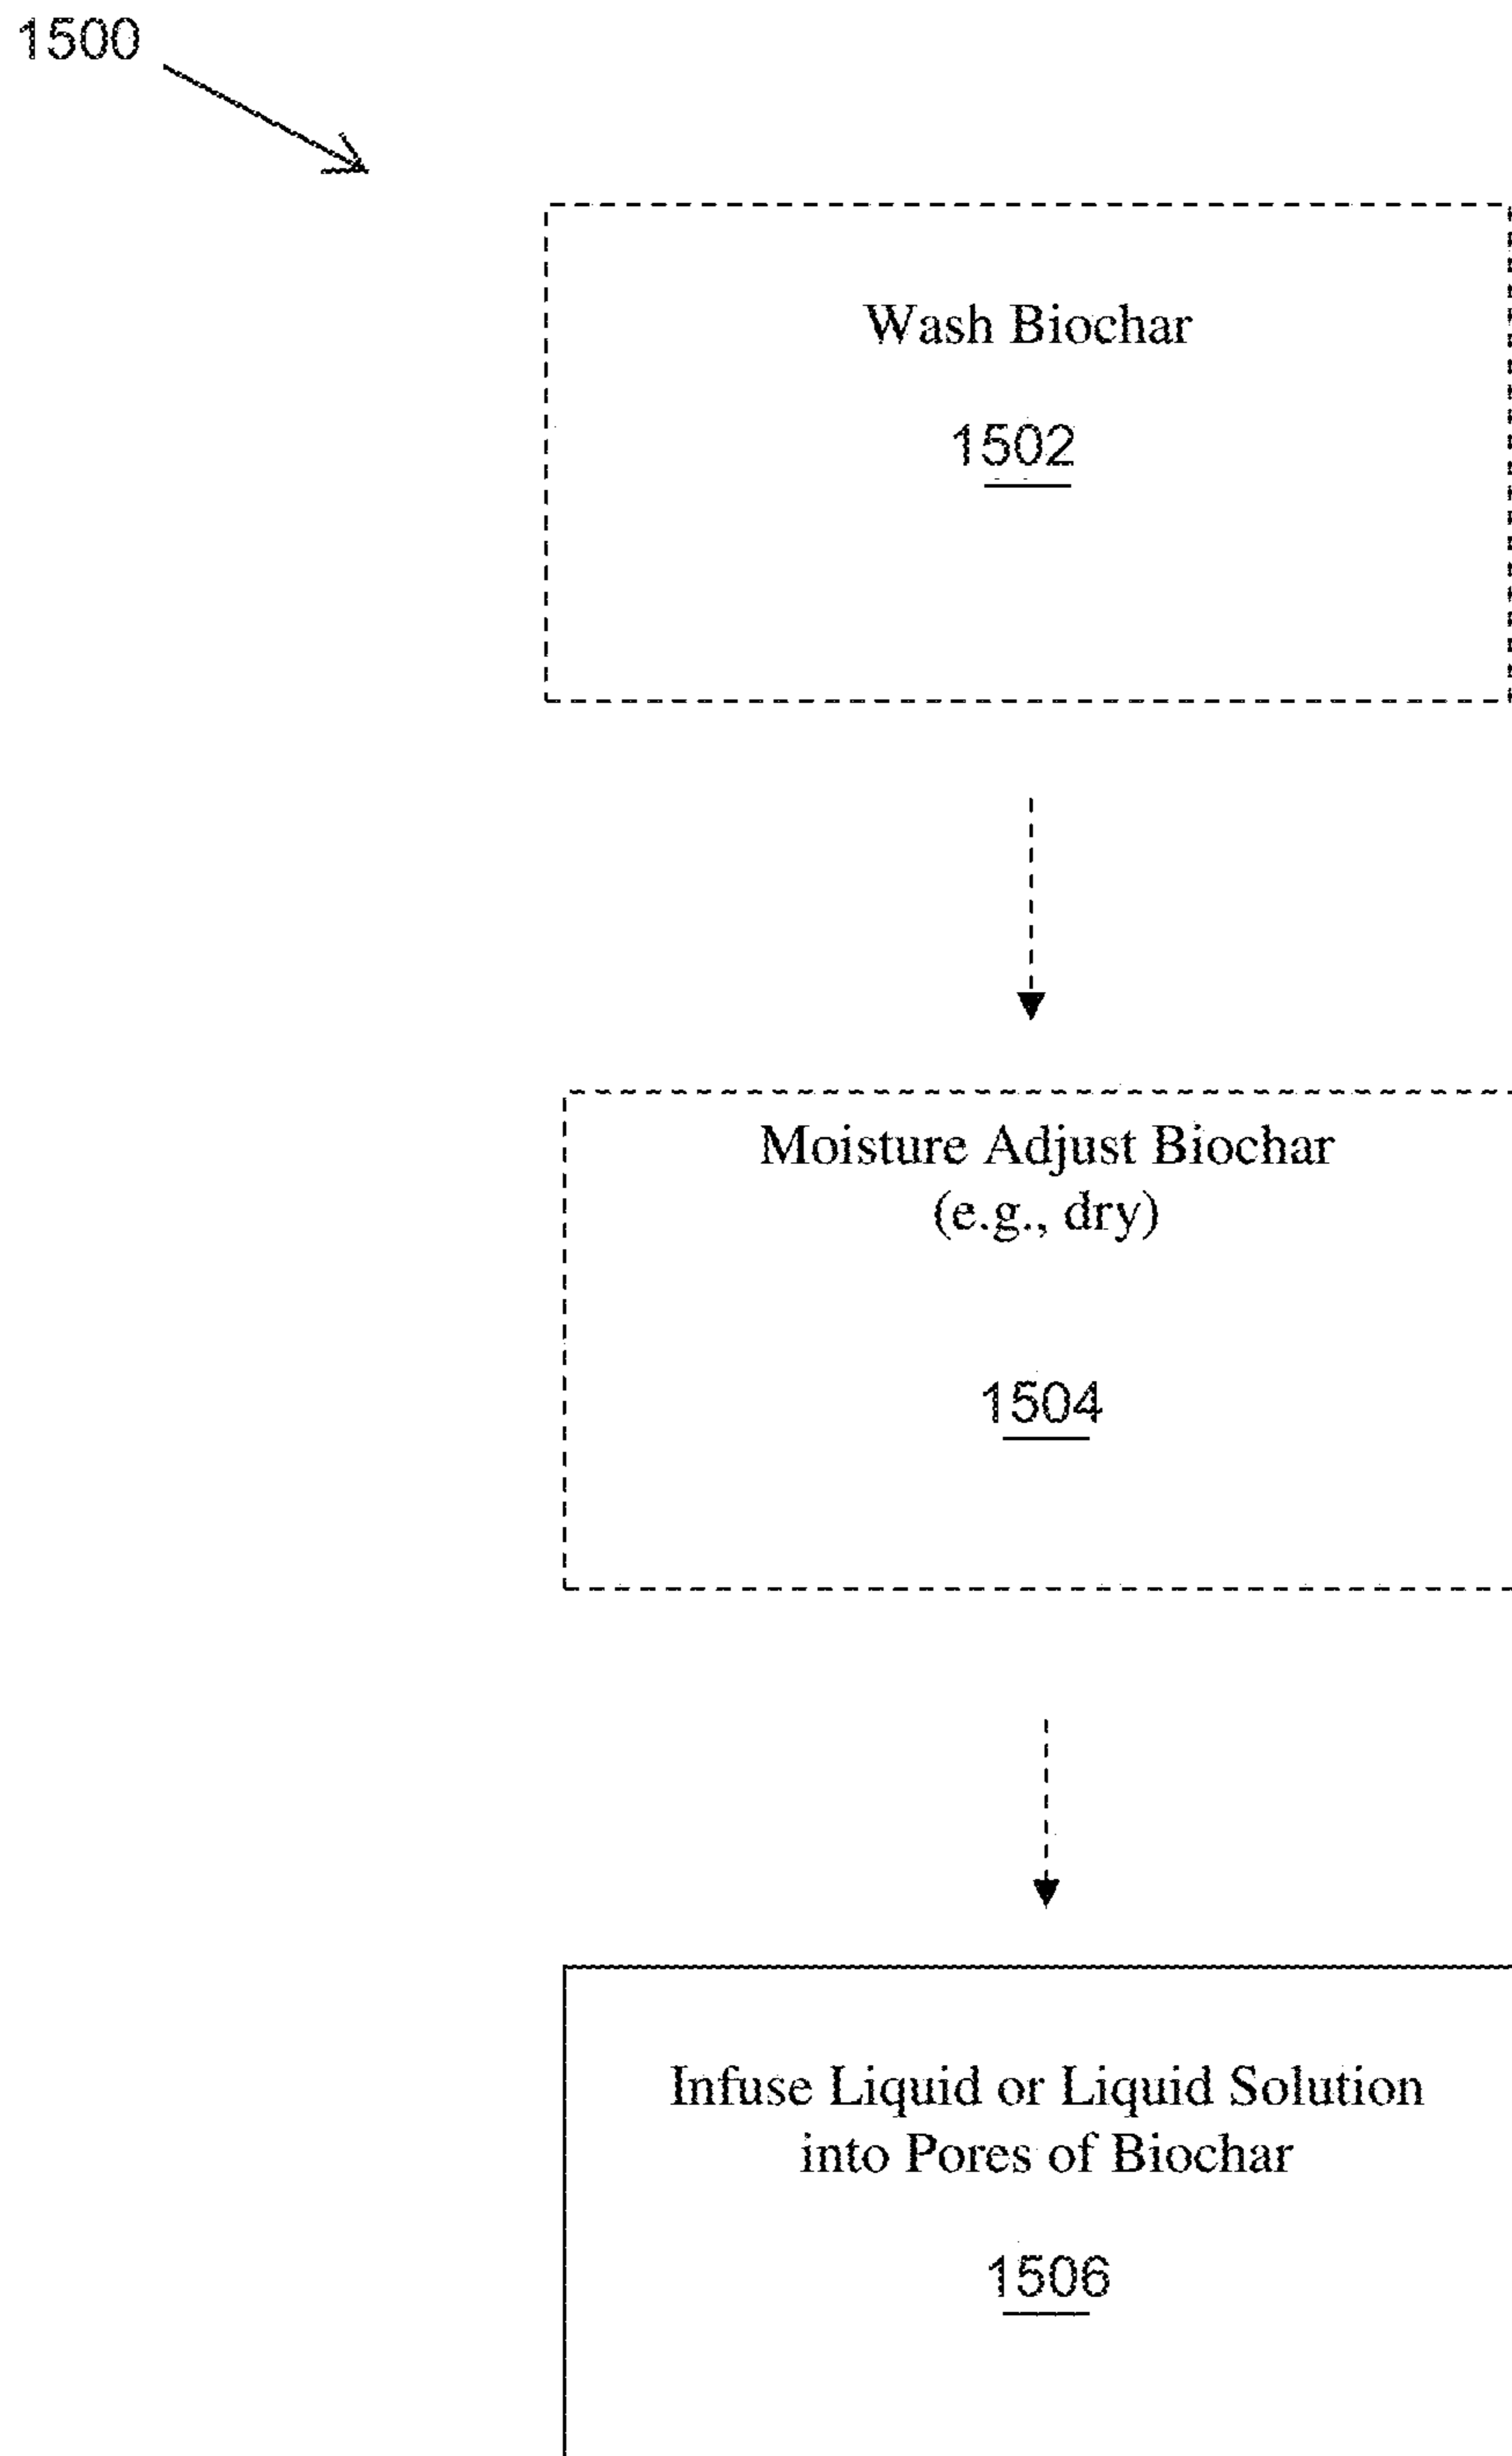 1500
Wash Biochar
1502
Moisture Adjust Biochar
(e.g., dry)
1504
Infuse Liquid or Liquid Solution
into Pores of Biochar
1506